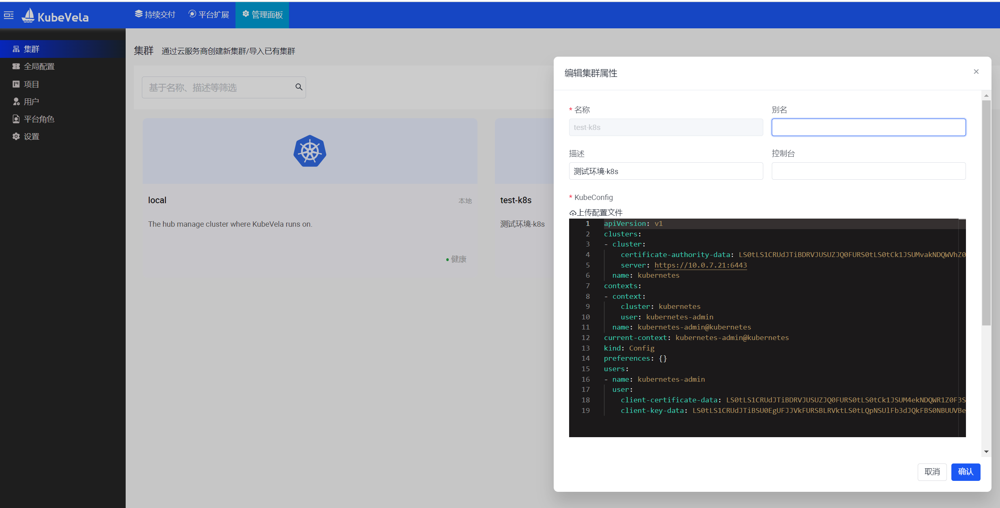 KubeVela
持续交付
平台扩展
管理面板
集群
全局配置
项目
用户
平台角色
设置
集群 通过云服务商创建新集群/导入已有集群
基于名称、描述等筛选
local 本地
The hub manage cluster where KubeVela runs on.
健康
test-k8s
测试环境-k8s
编辑集群属性
* 名称
test-k8s
别名
描述
测试环境-k8s
控制台
* KubeConfig
上传配置文件
1 apiVersion: v1
2 clusters:
3 - cluster:
4 certificate-authority-data: LS0tLS1CRUdJTiBDRVJUSUZJQ0FURS0tLS0tCk1JSUMvakNDQWVhZ0
5 server: https://10.0.7.21:6443
6 name: kubernetes
7 contexts:
8 - context:
9 cluster: kubernetes
10 user: kubernetes-admin
11 name: kubernetes-admin@kubernetes
12 current-context: kubernetes-admin@kubernetes
13 kind: Config
14 preferences: {}
15 users:
16 - name: kubernetes-admin
17 user:
18 client-certificate-data: LS0tLS1CRUdJTiBDRVJUSUZJQ0FURS0tLS0tCk1JSUM4ekNDQWR1Z0F3S
19 client-key-data: LS0tLS1CRUdJTiBSU0EgUFJJVkFURSBLRVktLS0tLQpNSUlFb3dJQkFBS0NBUUVBe
取消
确认